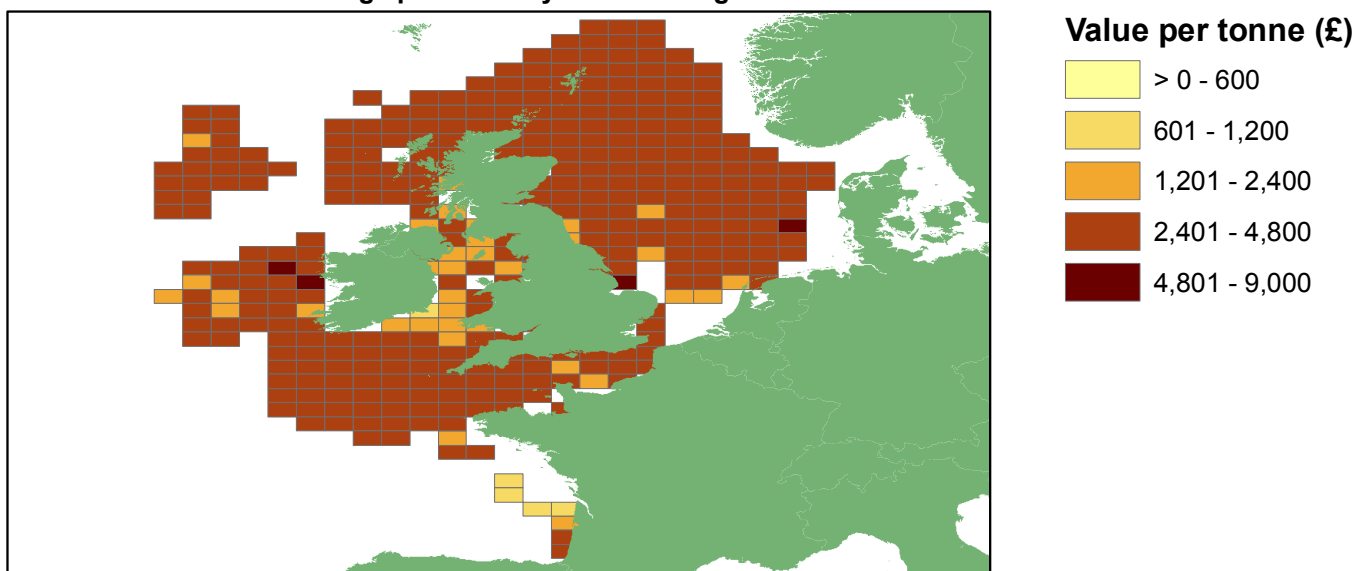 Value per tonne (£)
> 0 - 600
601 - 1,200
1,201 - 2,400
2,401 - 4,800
4,801 - 9,000